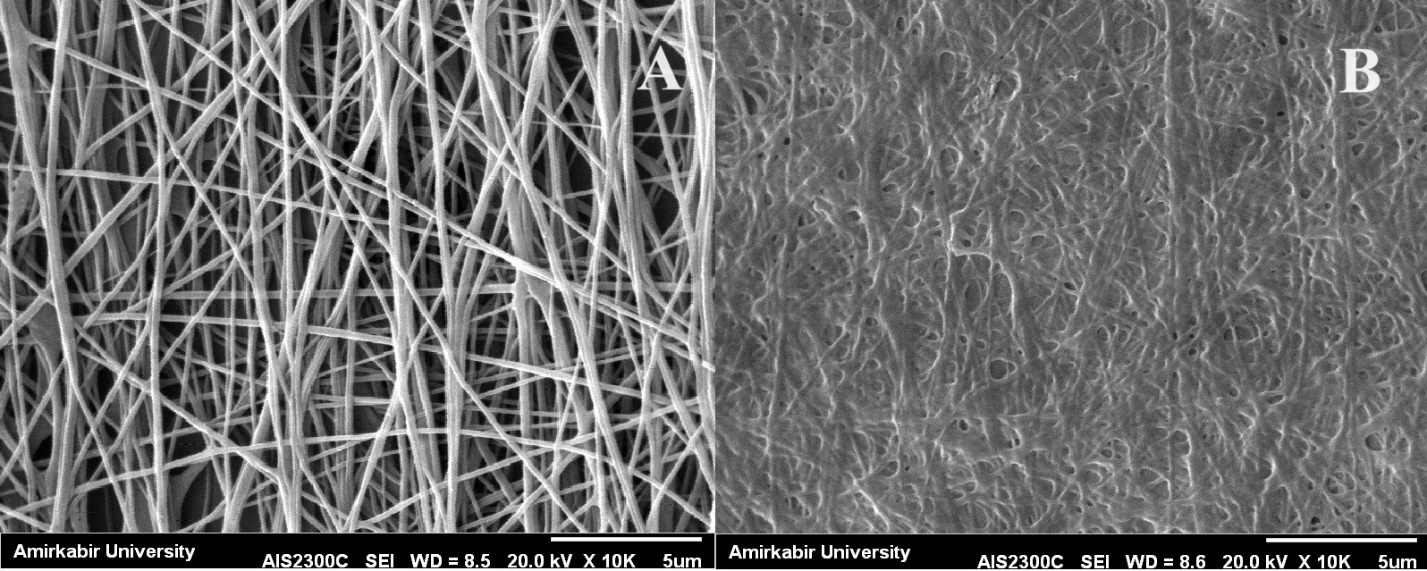 A
B
Amirkabir University
AIS2300C SEI WD = 8.5 20.0 kV X 10K 5um
Amirkabir University
AIS2300C SEI WD = 8.6 20.0 kV X 10K 5um